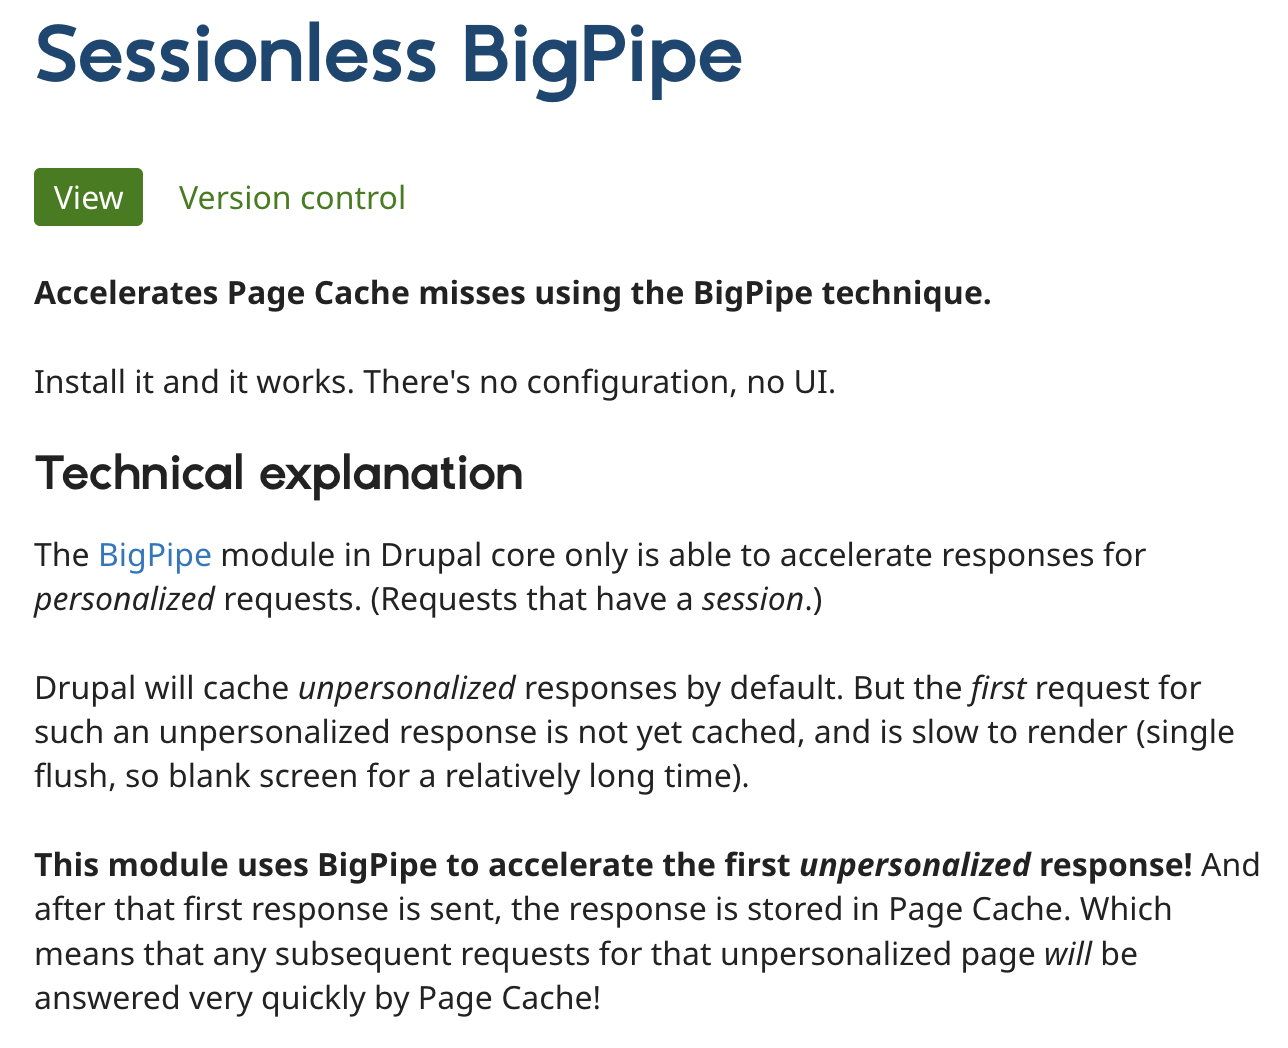 Sessionless BigPipe
View
Version control
Accelerates Page Cache misses using the BigPipe technique.
Install it and it works. There's no configuration, no UI.
Technical explanation
The BigPipe module in Drupal core only is able to accelerate responses for
personalized requests. (Requests that have a session.)
Drupal will cache unpersonalized responses by default. But the first request for
such an unpersonalized response is not yet cached, and is slow to render (single
flush, so blank screen for a relatively long time).
This module uses BigPipe to accelerate the first unpersonalized response! And
after that first response is sent, the response is stored in Page Cache. Which
means that any subsequent requests for that unpersonalized page will be
answered very quickly by Page Cache!